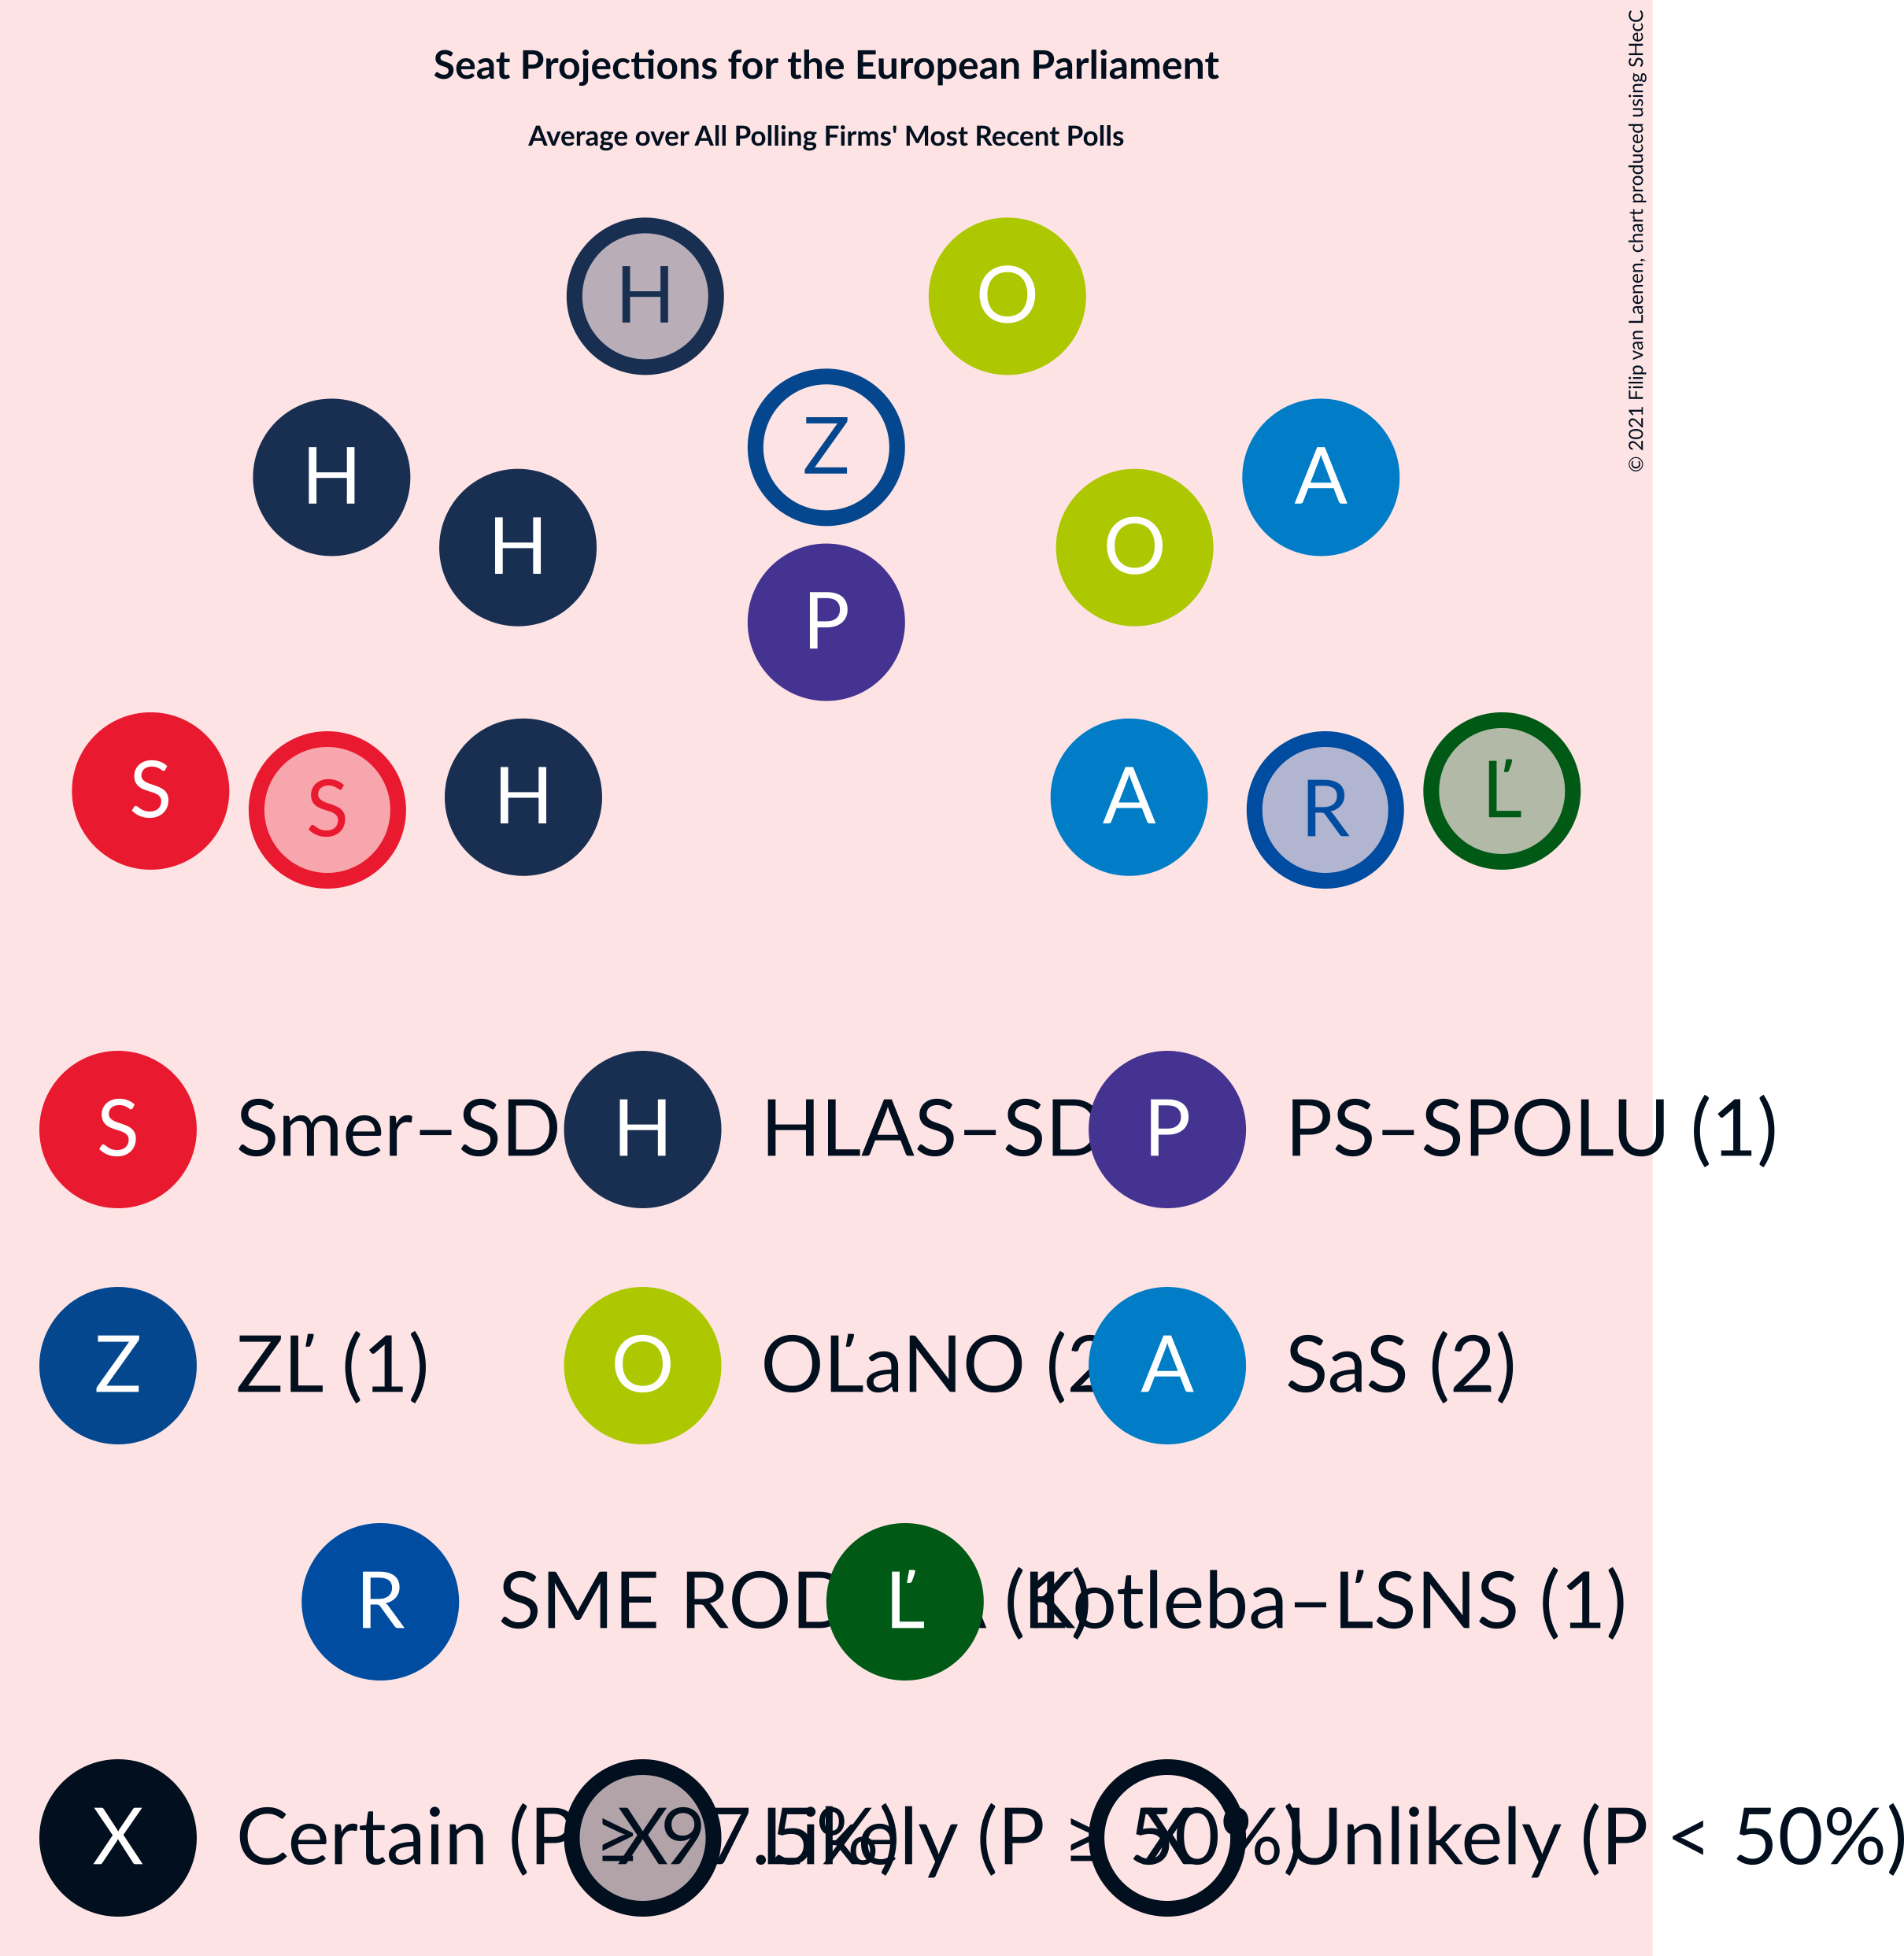 Seat Projections for the European Parliament
Average over All Polling Firms' Most Recent Polls
© 2021 Filip van Laenen, chart produced using SHecC
H O
Z
H A
H O
P
S H A Ľ
S R
S Smer–SD H HLAS–SD P PS–SPOLU (1)
Z ZĽ (1) O OĽaNO (2 A SaS (2)
R SME ROD Ľ (1) Kotleba–ĽSNS (1)
X Certain (P ≥ 97.5%) X Likely (P ≥ 50%) X Unlikely (P < 50%)